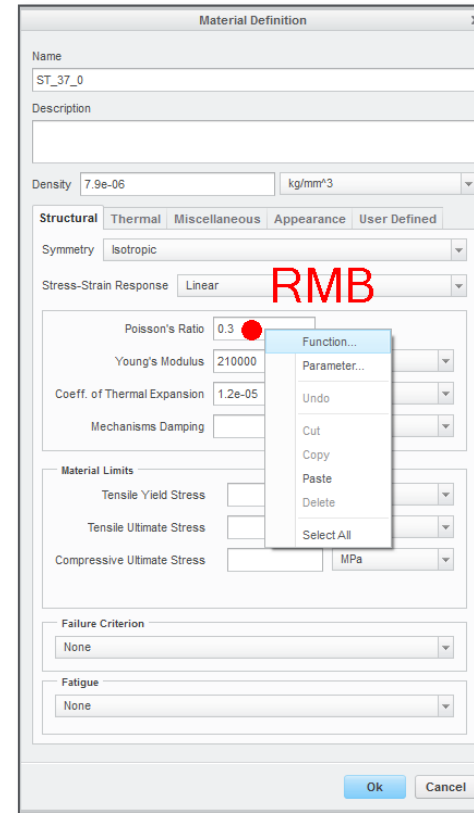 Material Definition
Name
ST_37_0
Description
Density 7.9e-06 kg/mm^3
Structural Thermal Miscellaneous Appearance User Defined
Symmetry Isotropic
Stress-Strain Response Linear
RMB
Poisson's Ratio 0.3
Function...
Young's Modulus 210000
Parameter...
Coeff. of Thermal Expansion 1.2e-05
Undo
Mechanisms Damping
Cut
Copy
Material Limits
Paste
Tensile Yield Stress
Delete
Tensile Ultimate Stress
Select All
Compressive Ultimate Stress MPa
Failure Criterion
None
Fatigue
None
Ok Cancel